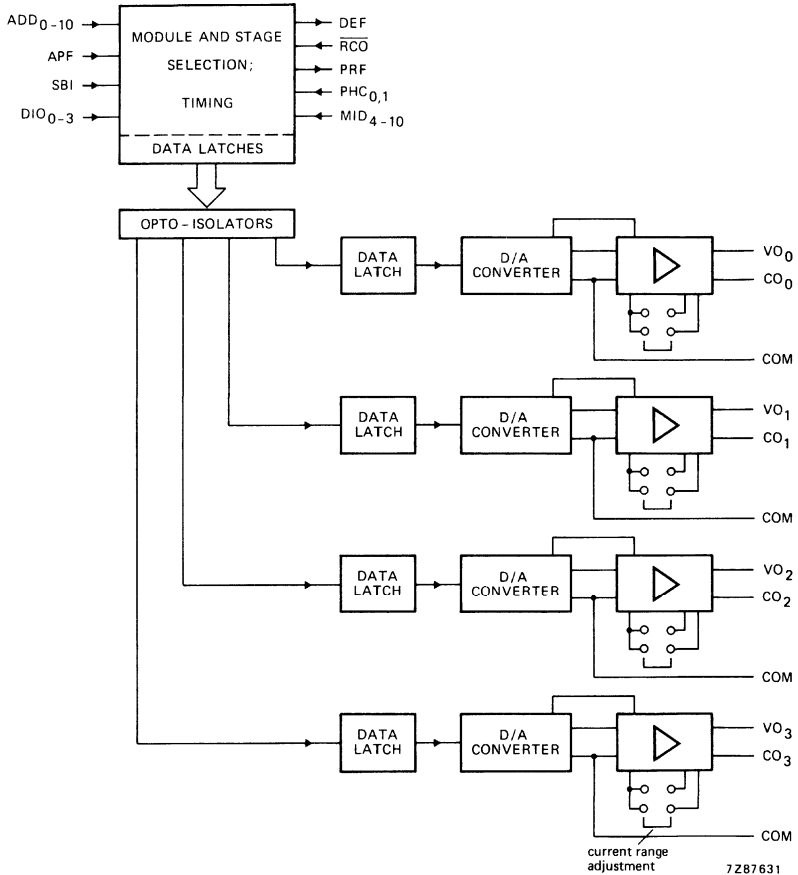 ADD0-10
APF
SBI
DIO0-3
MODULE AND STAGE
SELECTION;
TIMING
DATA LATCHES
DEF
RCO
PRF
PHC0,1
MID4-10
OPTO-ISOLATORS
DATA
LATCH
D/A
CONVERTER
VO0
CO0
COM
DATA
LATCH
D/A
CONVERTER
VO1
CO1
COM
DATA
LATCH
D/A
CONVERTER
VO2
CO2
COM
DATA
LATCH
D/A
CONVERTER
VO3
CO3
COM
current range
adjustment
7Z87631